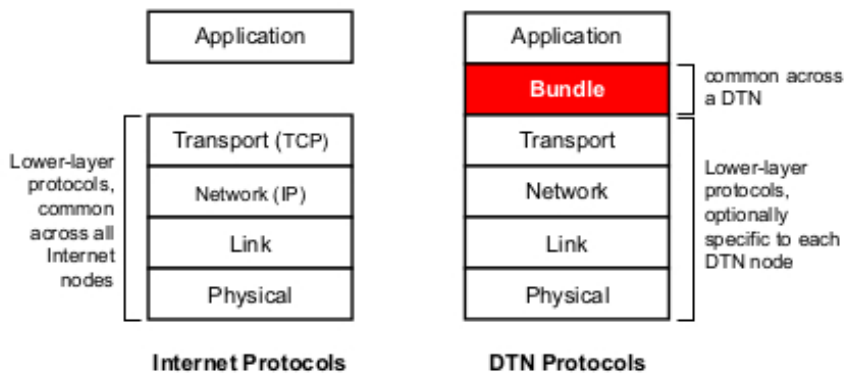 Application
Transport (TCP)
Network (IP)
Link
Physical
Lower-layer
protocols,
common
across all
Internet
nodes
Internet Protocols
Application
Bundle
Transport
Network
Link
Physical
common across
a DTN
Lower-layer
protocols,
optionally
specific to each
DTN node
DTN Protocols